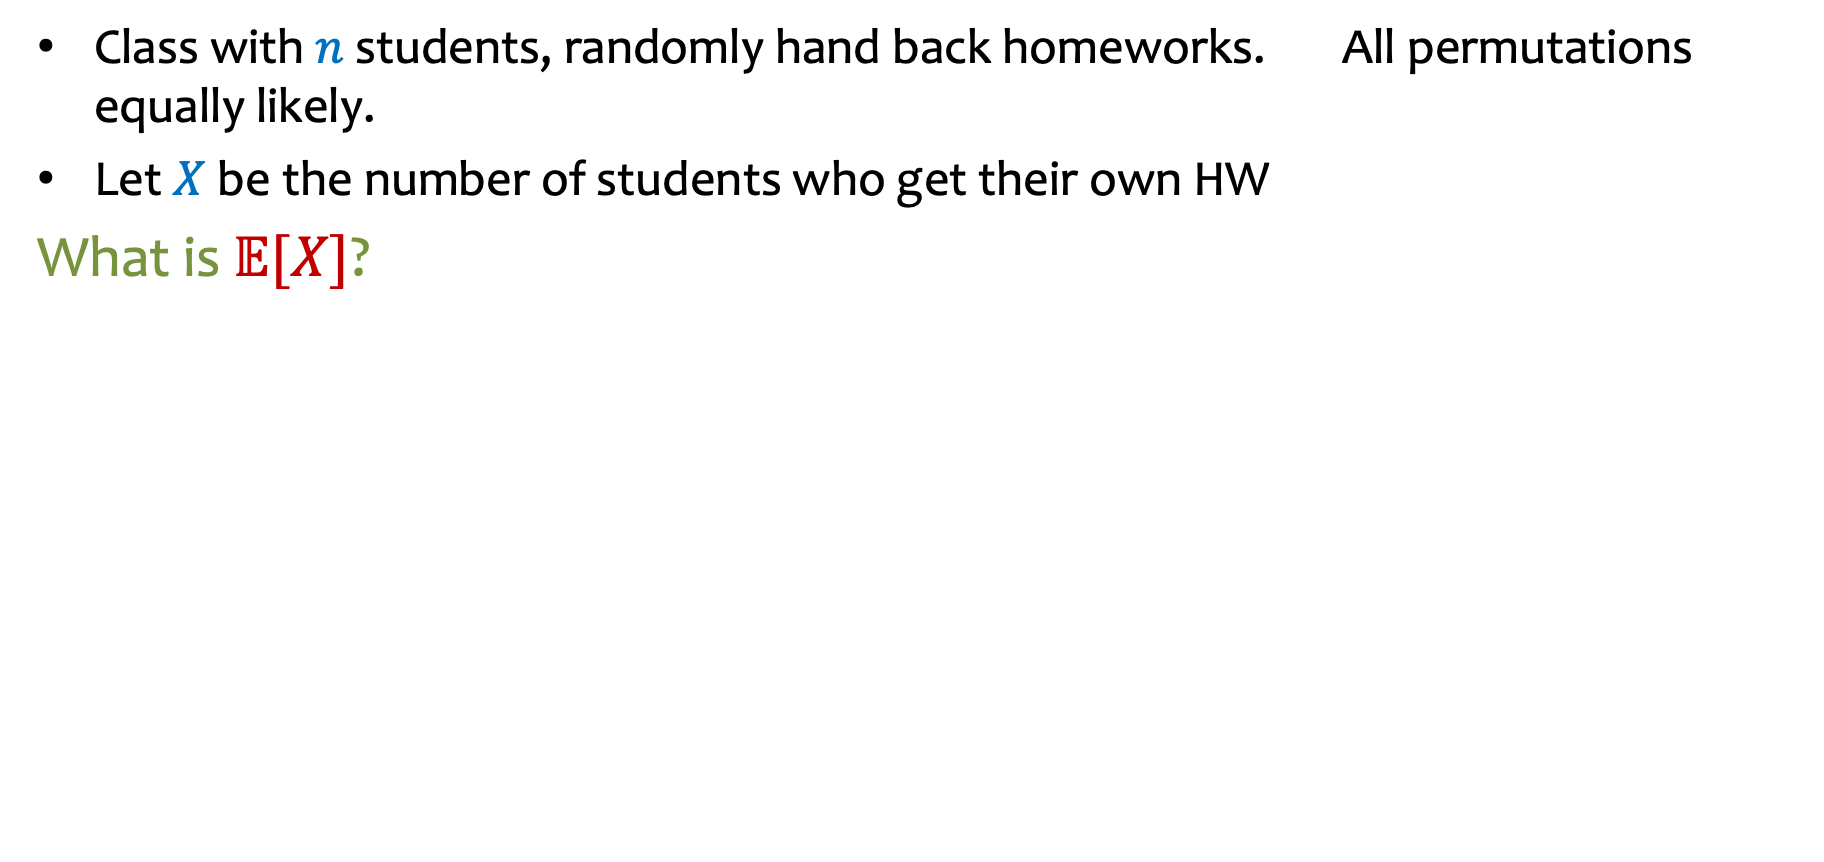 • Class with n students, randomly hand back homeworks. All permutations
equally likely.
• Let X be the number of students who get their own HW
What is 𝔼[X]?